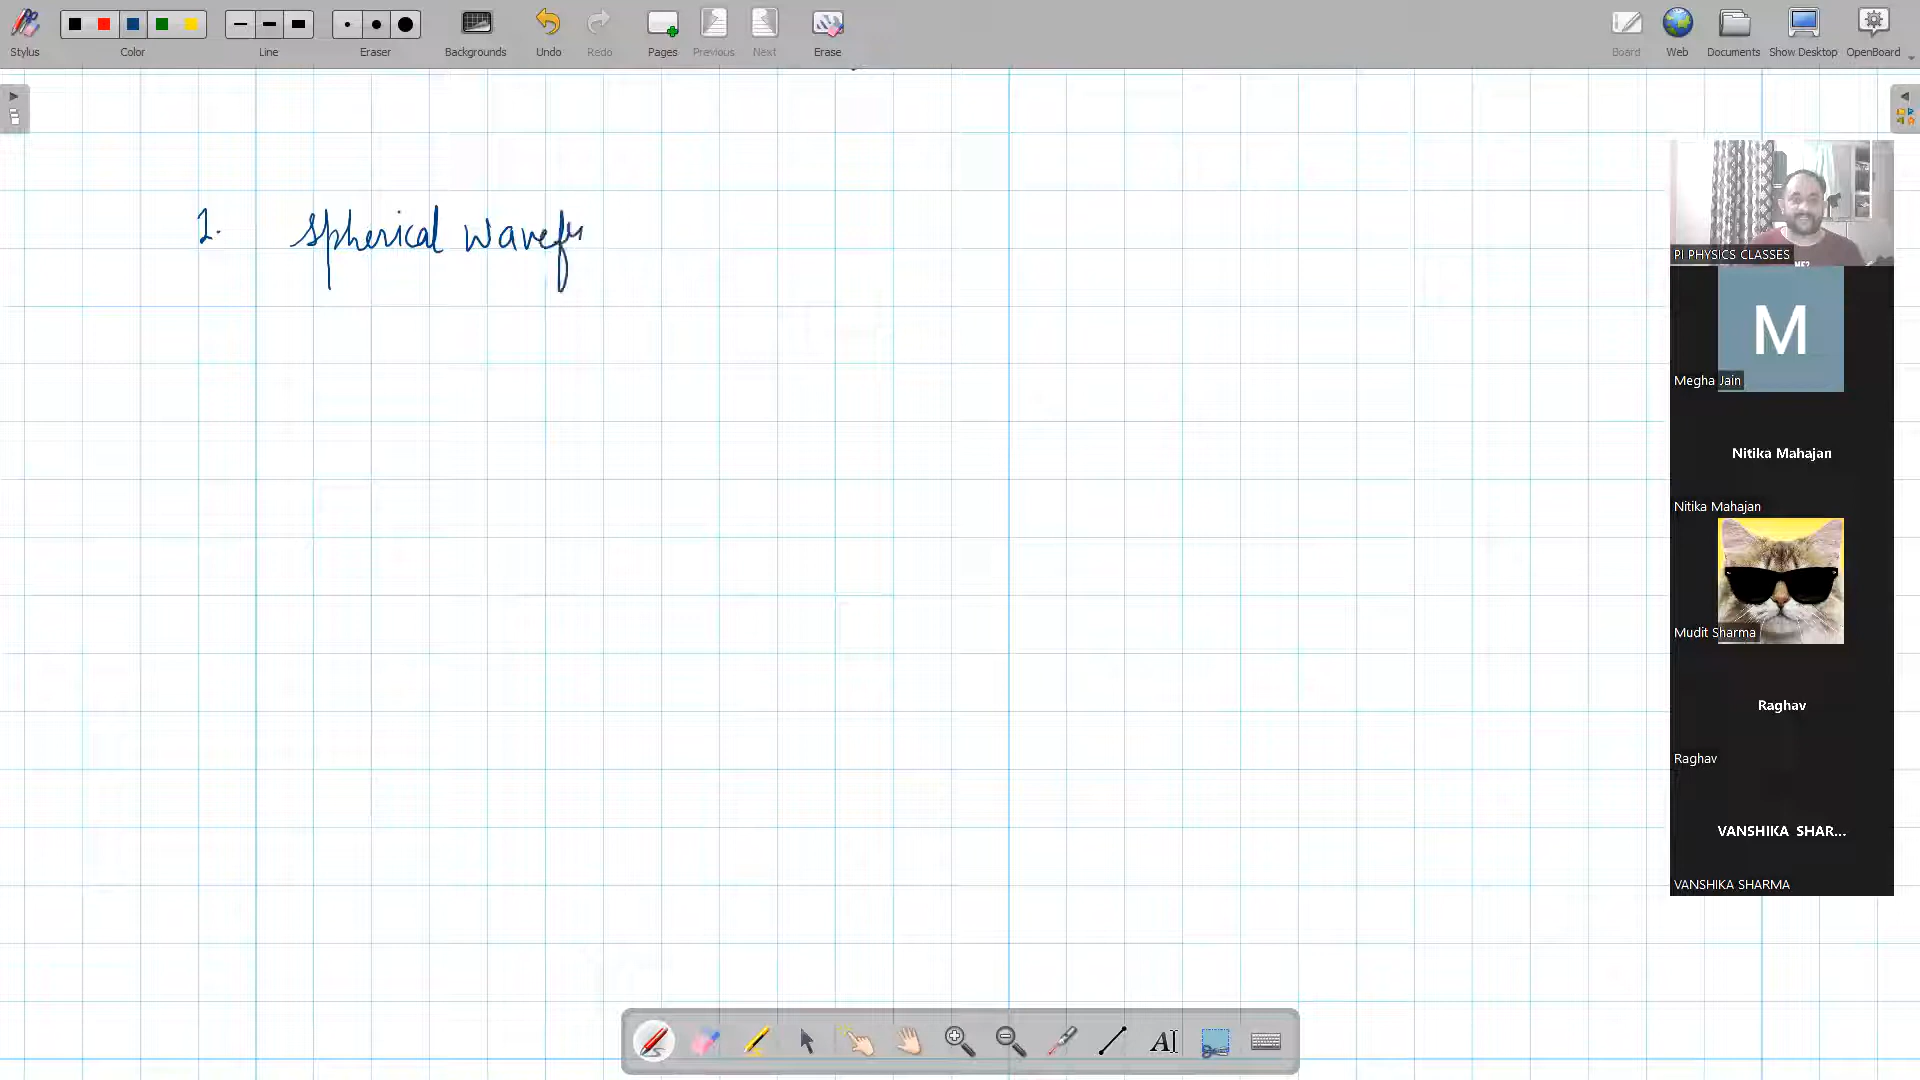 Stylus
Color
Line
Eraser
Backgrounds
Undo
Redo
Pages
Previous
Next
Erase
Board
Web
Documents
Show Desktop
OpenBoard
1. Spherical Wavefr
PI PHYSICS CLASSES
M
Megha Jain
Nitika Mahajan
Nitika Mahajan
Mudit Sharma
Raghav
Raghav
VANSHIKA SHAR...
VANSHIKA SHARMA